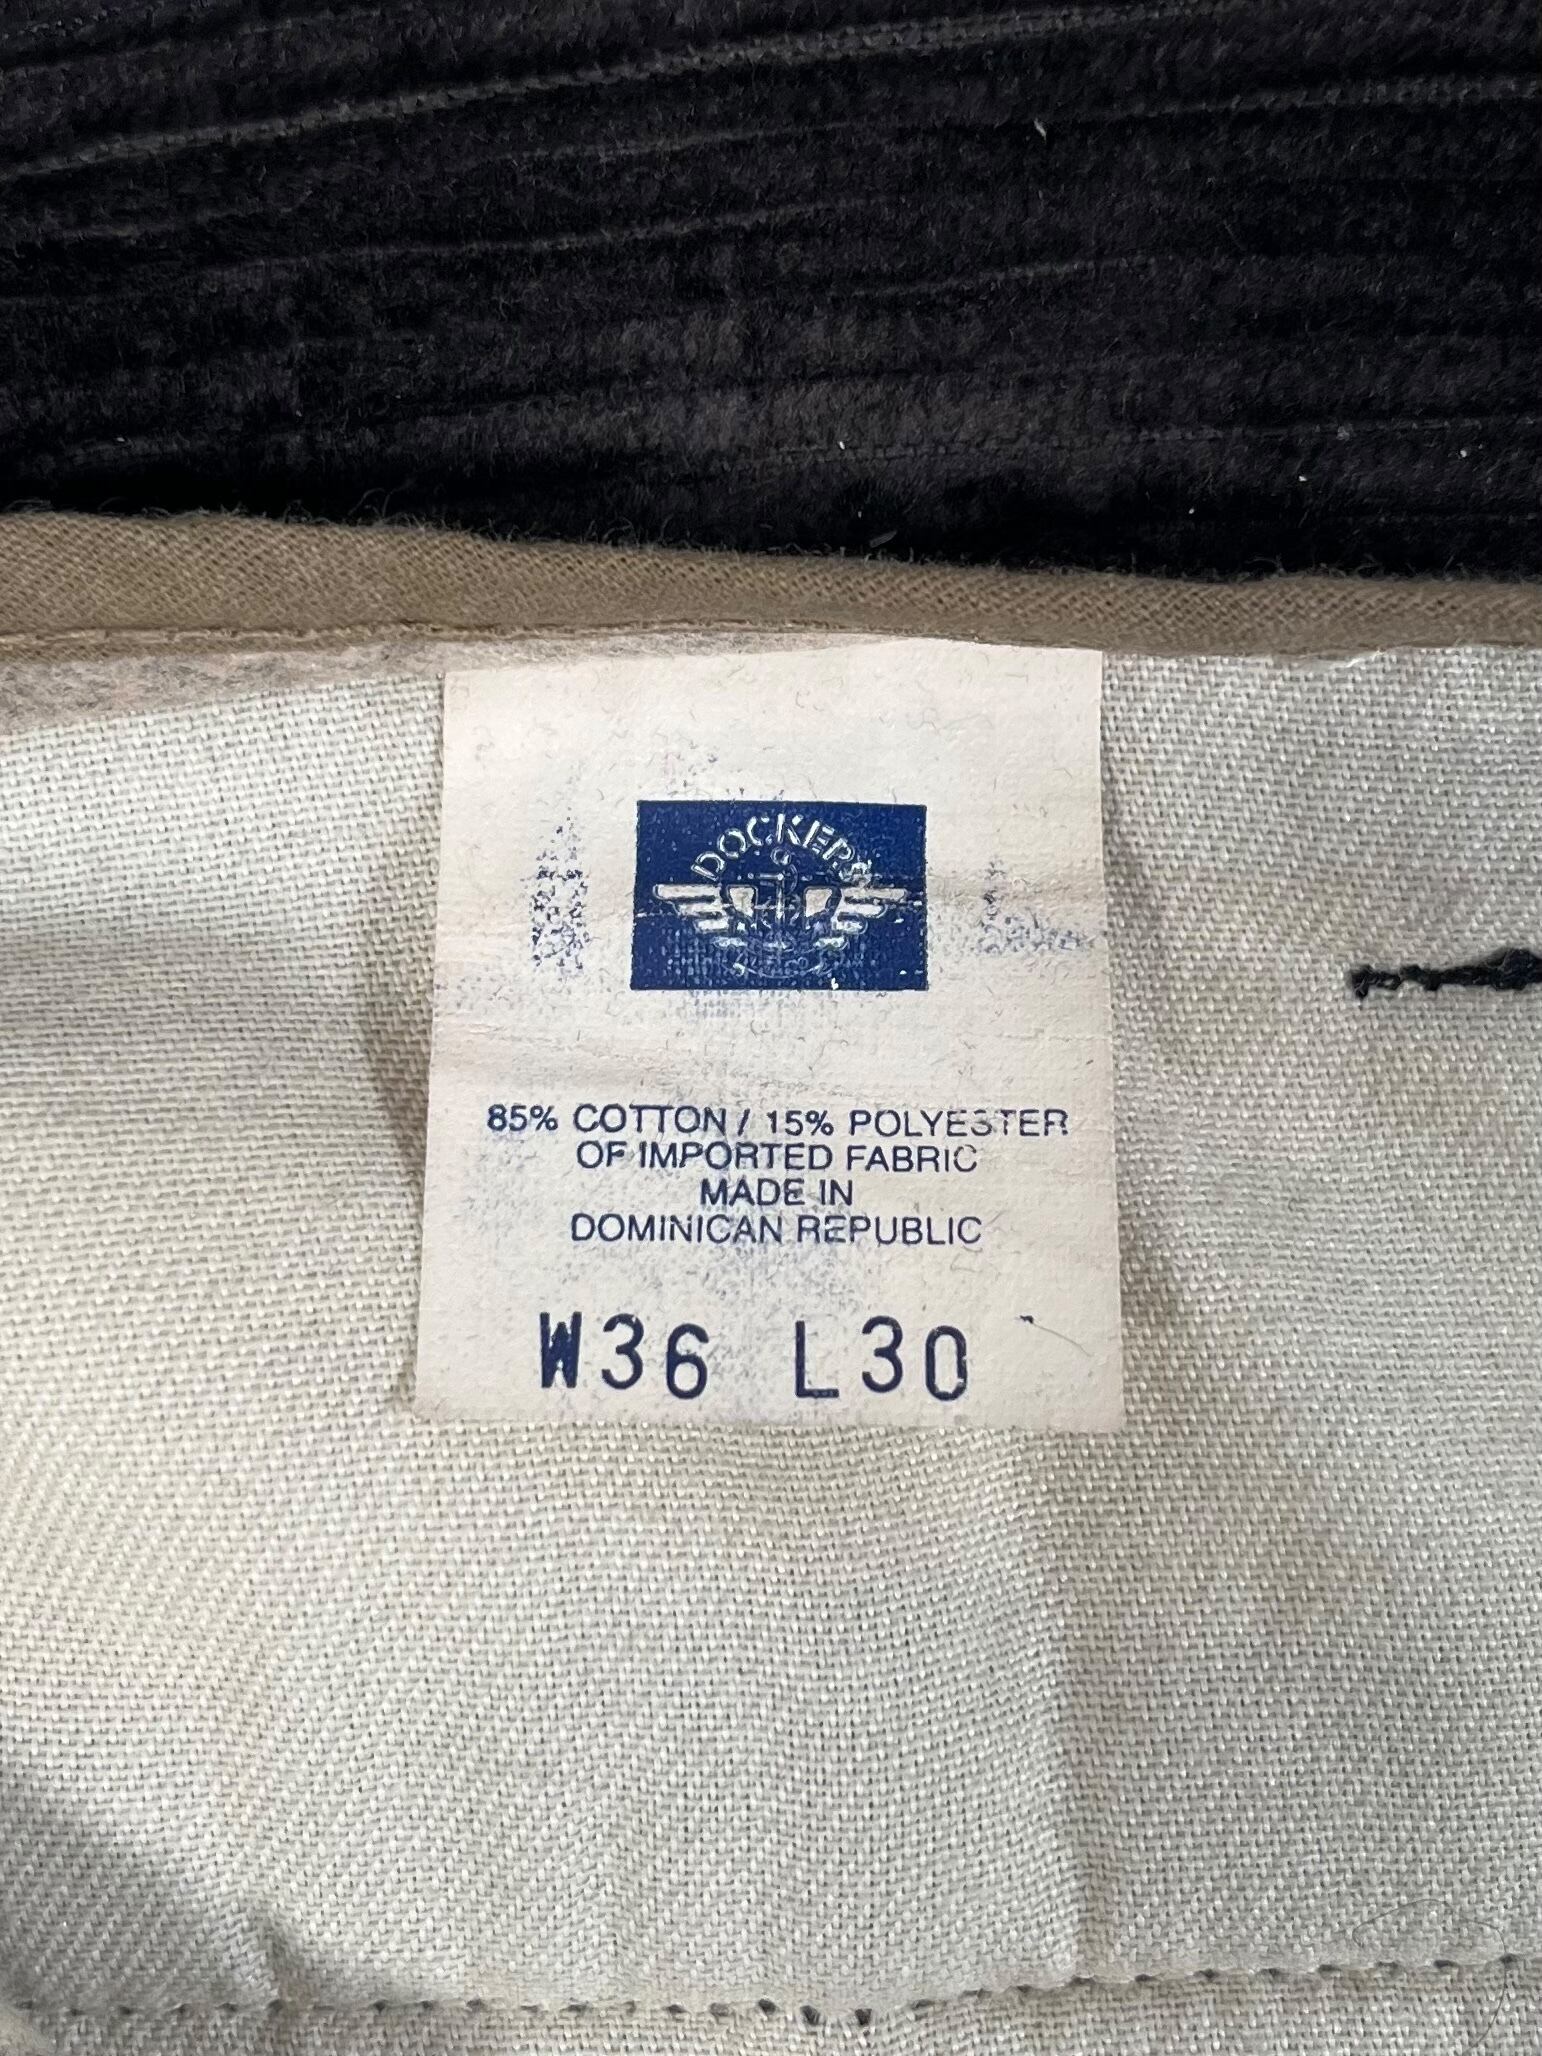 DOCKERS
85% COTTON / 15% POLYESTER
OF IMPORTED FABRIC
MADE IN
DOMINICAN REPUBLIC
W36 L30